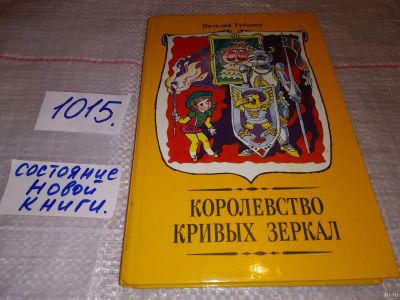 Виталий Губарев
КОРОЛЕВСТВО
КРИВЫХ ЗЕРКАЛ
1015.
состояние
новой
книги.